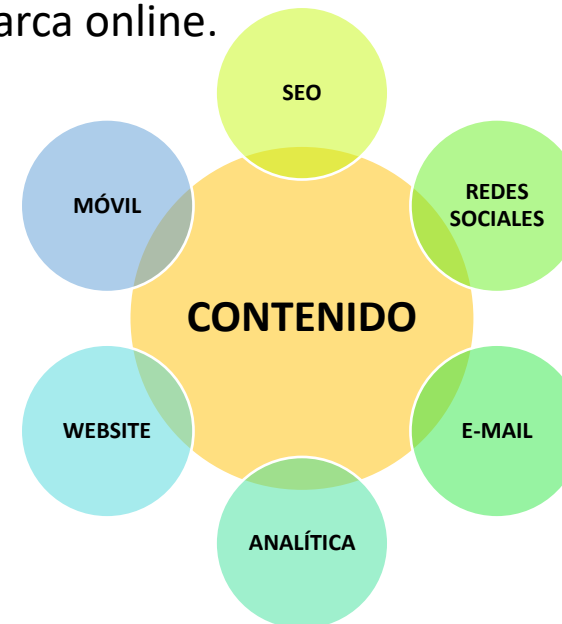 arca online.
SEO
REDES
SOCIALES
MÓVIL
CONTENIDO
WEBSITE
E-MAIL
ANALÍTICA